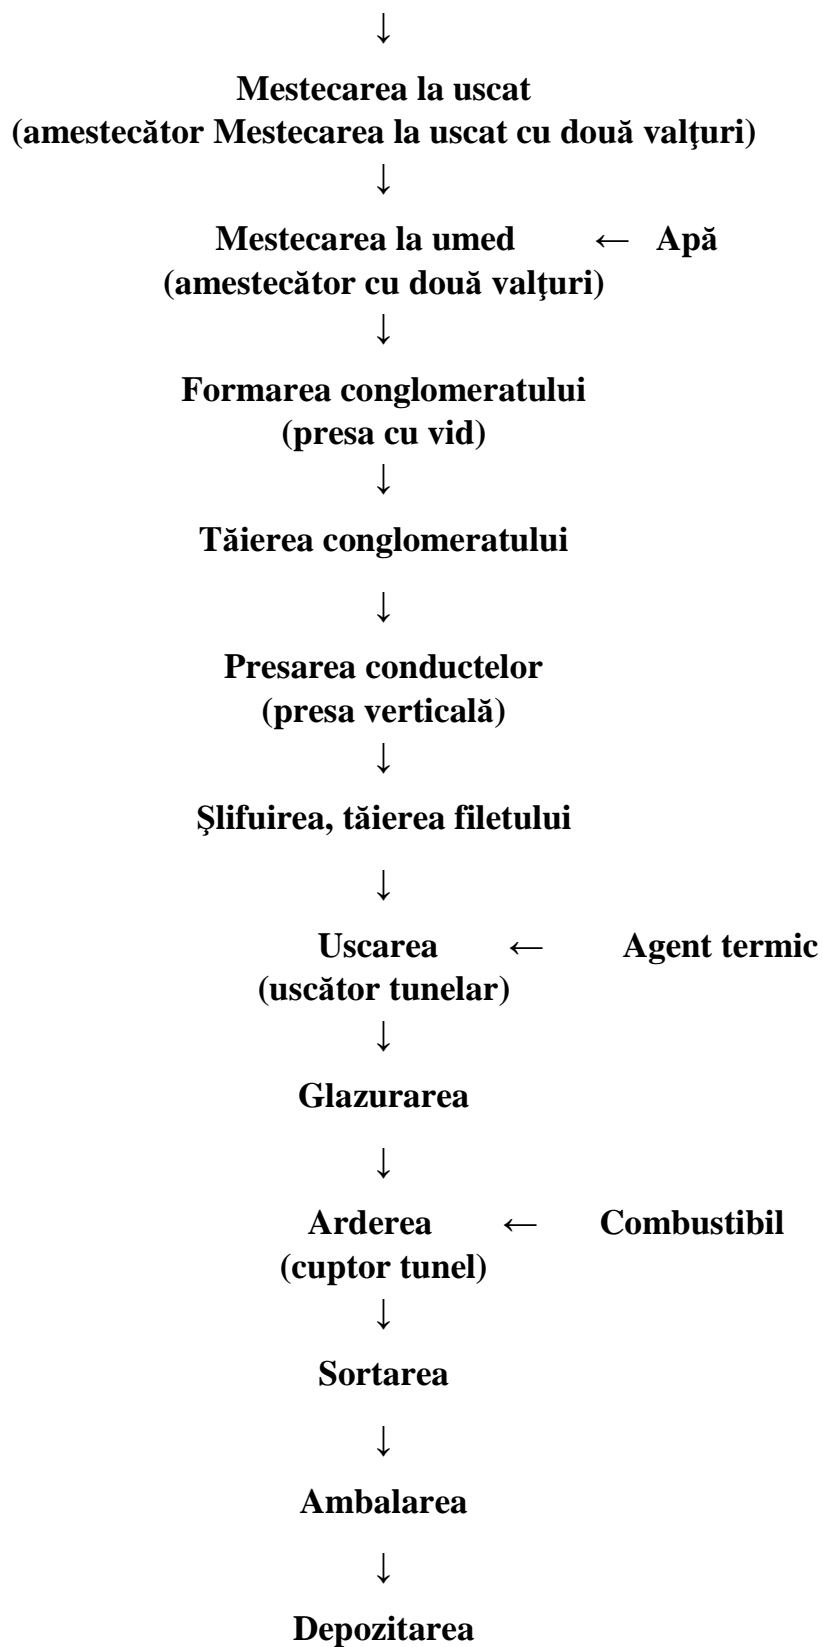 ↓
Mestecarea la uscat
(amestecător Mestecarea la uscat cu două valţuri)
↓
Mestecarea la umed ← Apă
(amestecător cu două valţuri)
↓
Formarea conglomeratului
(presa cu vid)
↓
Tăierea conglomeratului
↓
Presarea conductelor
(presa verticală)
↓
Şlifuirea, tăierea filetului
↓
Uscarea ← Agent termic
(uscător tunelar)
↓
Glazurarea
↓
Arderea ← Combustibil
(cuptor tunel)
↓
Sortarea
↓
Ambalarea
↓
Depozitarea